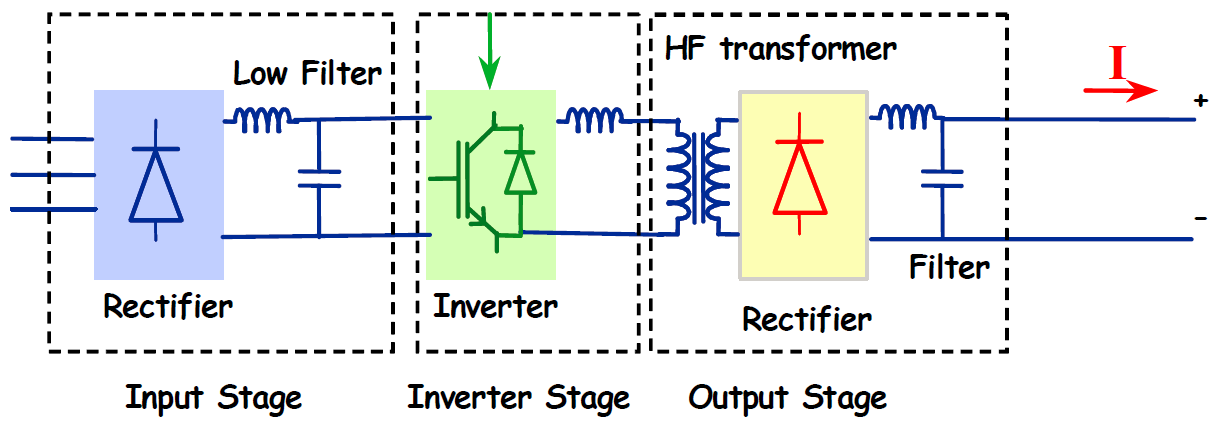 HF transformer
Low Filter
I
+
-
Filter
Rectifier
Inverter
Rectifier
Input Stage
Inverter Stage
Output Stage